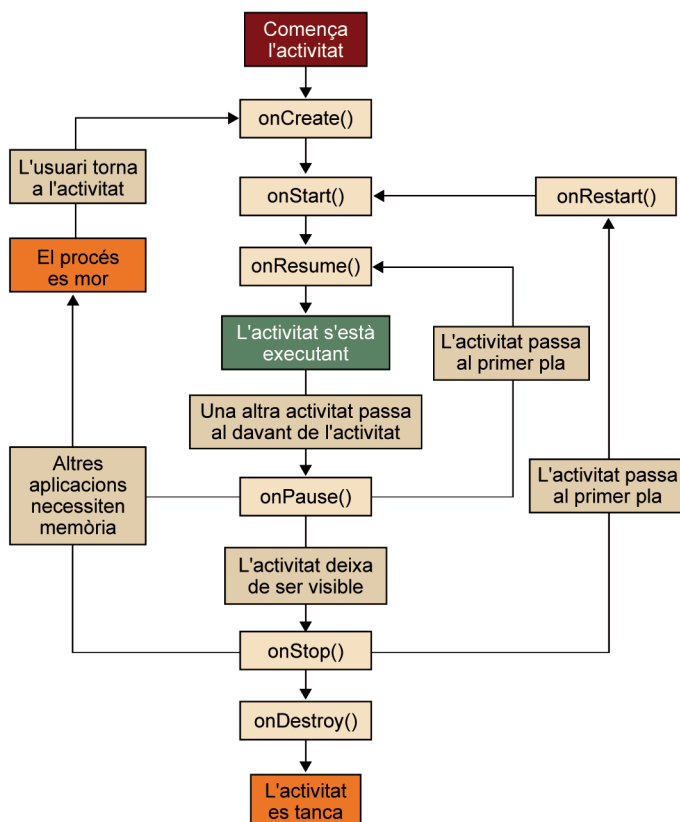 Comença
l'activitat
onCreate()
L'usuari torna
a l'activitat
onStart()
onRestart()
El procés
es mor
onResume()
L'activitat s'està
executant
L'activitat passa
al primer pla
Una altra activitat passa
al davant de l'activitat
Altres
aplicacions
necessiten
memòria
L'activitat passa
al primer pla
onPause()
L'activitat deixa
de ser visible
onStop()
onDestroy()
L'activitat
es tanca